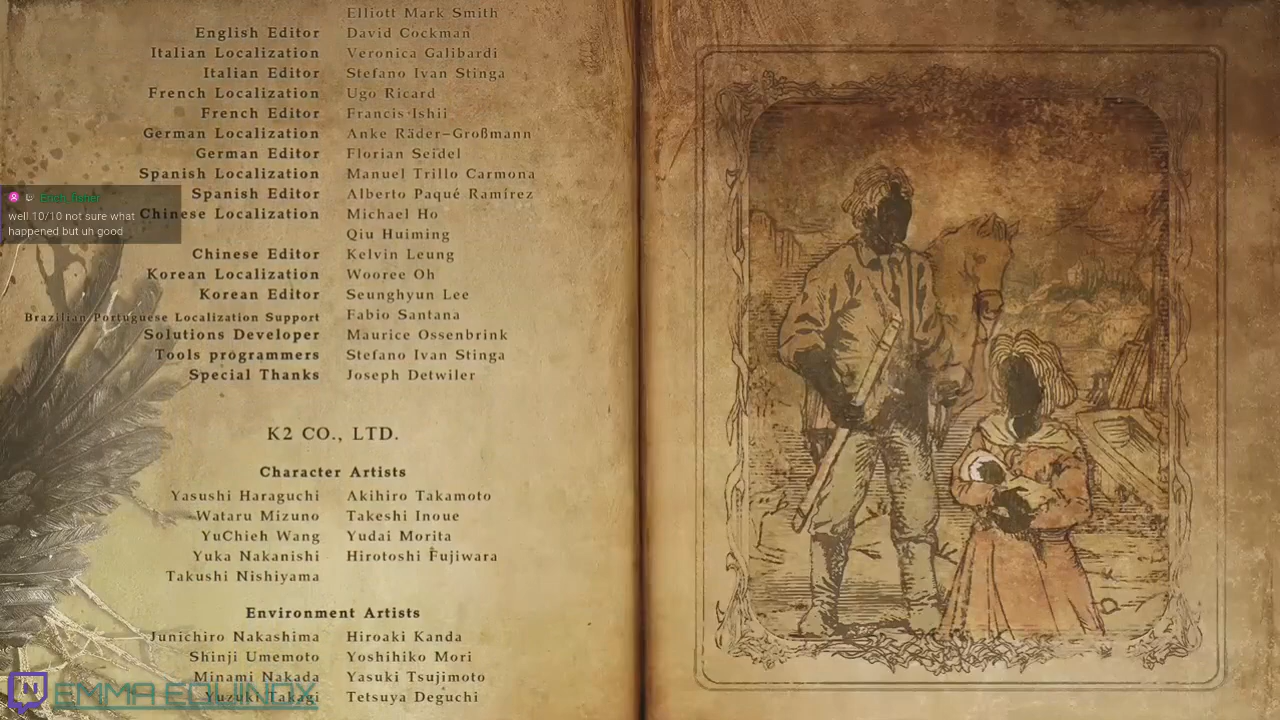 Elliott Mark Smith
English Editor David Cockman
Italian Localization Veronica Galibardi
Italian Editor Stefano Ivan Stinga
French Localization Ugo Ricard
French Editor Francis Ishii
German Localization Anke Räder-Großmann
German Editor Florian Seidel
Spanish Localization Manuel Trillo Carmona
Spanish Editor Alberto Paqué Ramírez
well 10/10 not sure what
happened but uh good
Chinese Localization Michael Ho
Qiu Huiming
Chinese Editor Kelvin Leung
Korean Localization Wooree Oh
Korean Editor Seunghyun Lee
Brazilian Portuguese Localization Support Fabio Santana
Solutions Developer Maurice Ossenbrink
Tools programmers Stefano Ivan Stinga
Special Thanks Joseph Detwiler
K2 CO., LTD.
Character Artists
Yasushi Haraguchi Akihiro Takamoto
Wataru Mizuno Takeshi Inoue
YuChieh Wang Yudai Morita
Yuka Nakanishi Hirotoshi Fujiwara
Takushi Nishiyama
Environment Artists
Junichiro Nakashima Hiroaki Kanda
Shinji Umemoto Yoshihiko Mori
Minami Nakada Yasuki Tsujimoto
Yuzuki Takagi Tetsuya Deguchi
EMMA EQUINOX